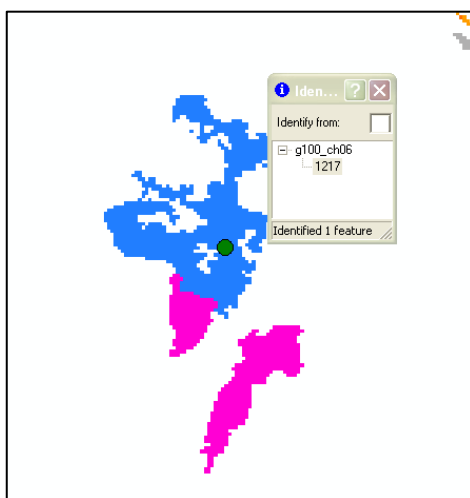 Iden...
Identify from:
g100_ch06
1217
Identified 1 feature